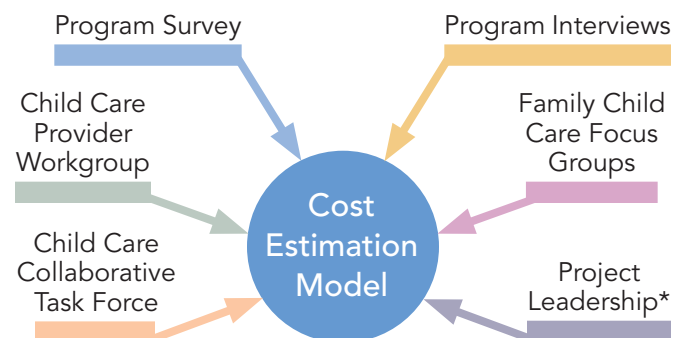 Program Survey
Program Interviews
Child Care
Provider
Workgroup
Family Child
Care Focus
Groups
Cost
Estimation
Model
Child Care
Collaborative
Task Force
Project
Leadership*